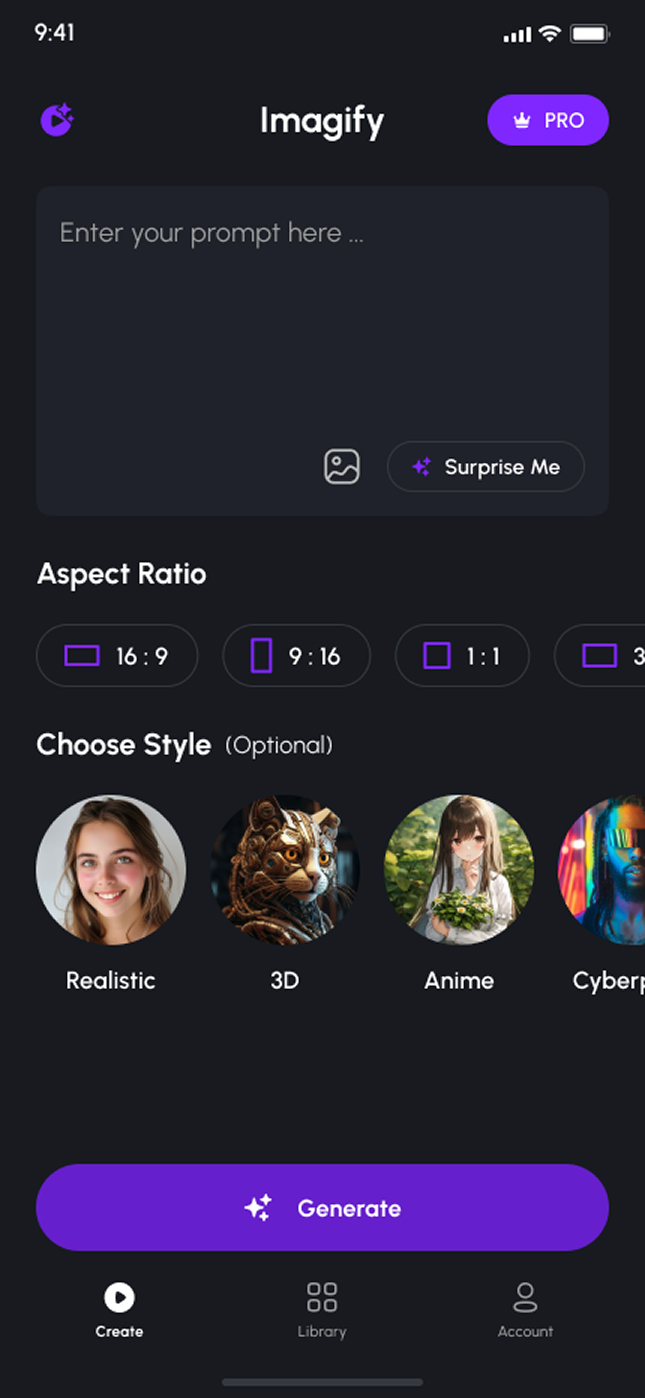 9:41
Imagify
PRO
Enter your prompt here ...
Surprise Me
Aspect Ratio
16 : 9
9 : 16
1 : 1
3
Choose Style (Optional)
Realistic
3D
Anime
Cyberp
Generate
Create
Library
Account